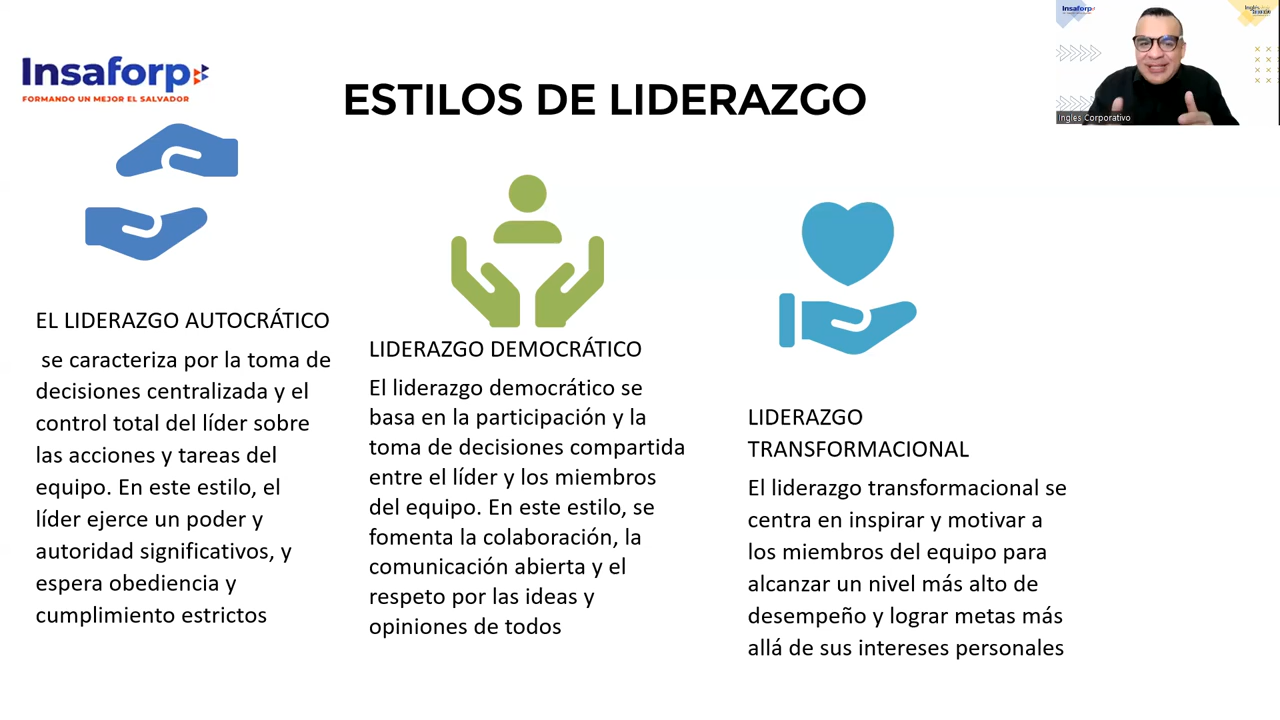 Insaforp
FORMANDO UN MEJOR EL SALVADOR
ESTILOS DE LIDERAZGO
Insaforp
Ingles Corporativo
EL LIDERAZGO AUTOCRÁTICO
se caracteriza por la toma de
decisiones centralizada y el
control total del líder sobre
las acciones y tareas del
equipo. En este estilo, el
líder ejerce un poder y
autoridad significativos, y
espera obediencia y
cumplimiento estrictos
LIDERAZGO DEMOCRÁTICO
El liderazgo democrático se
basa en la participación y la
toma de decisiones compartida
entre el líder y los miembros
del equipo. En este estilo, se
fomenta la colaboración, la
comunicación abierta y el
respeto por las ideas y
opiniones de todos
LIDERAZGO
TRANSFORMACIONAL
El liderazgo transformacional se
centra en inspirar y motivar a
los miembros del equipo para
alcanzar un nivel más alto de
desempeño y lograr metas más
allá de sus intereses personales